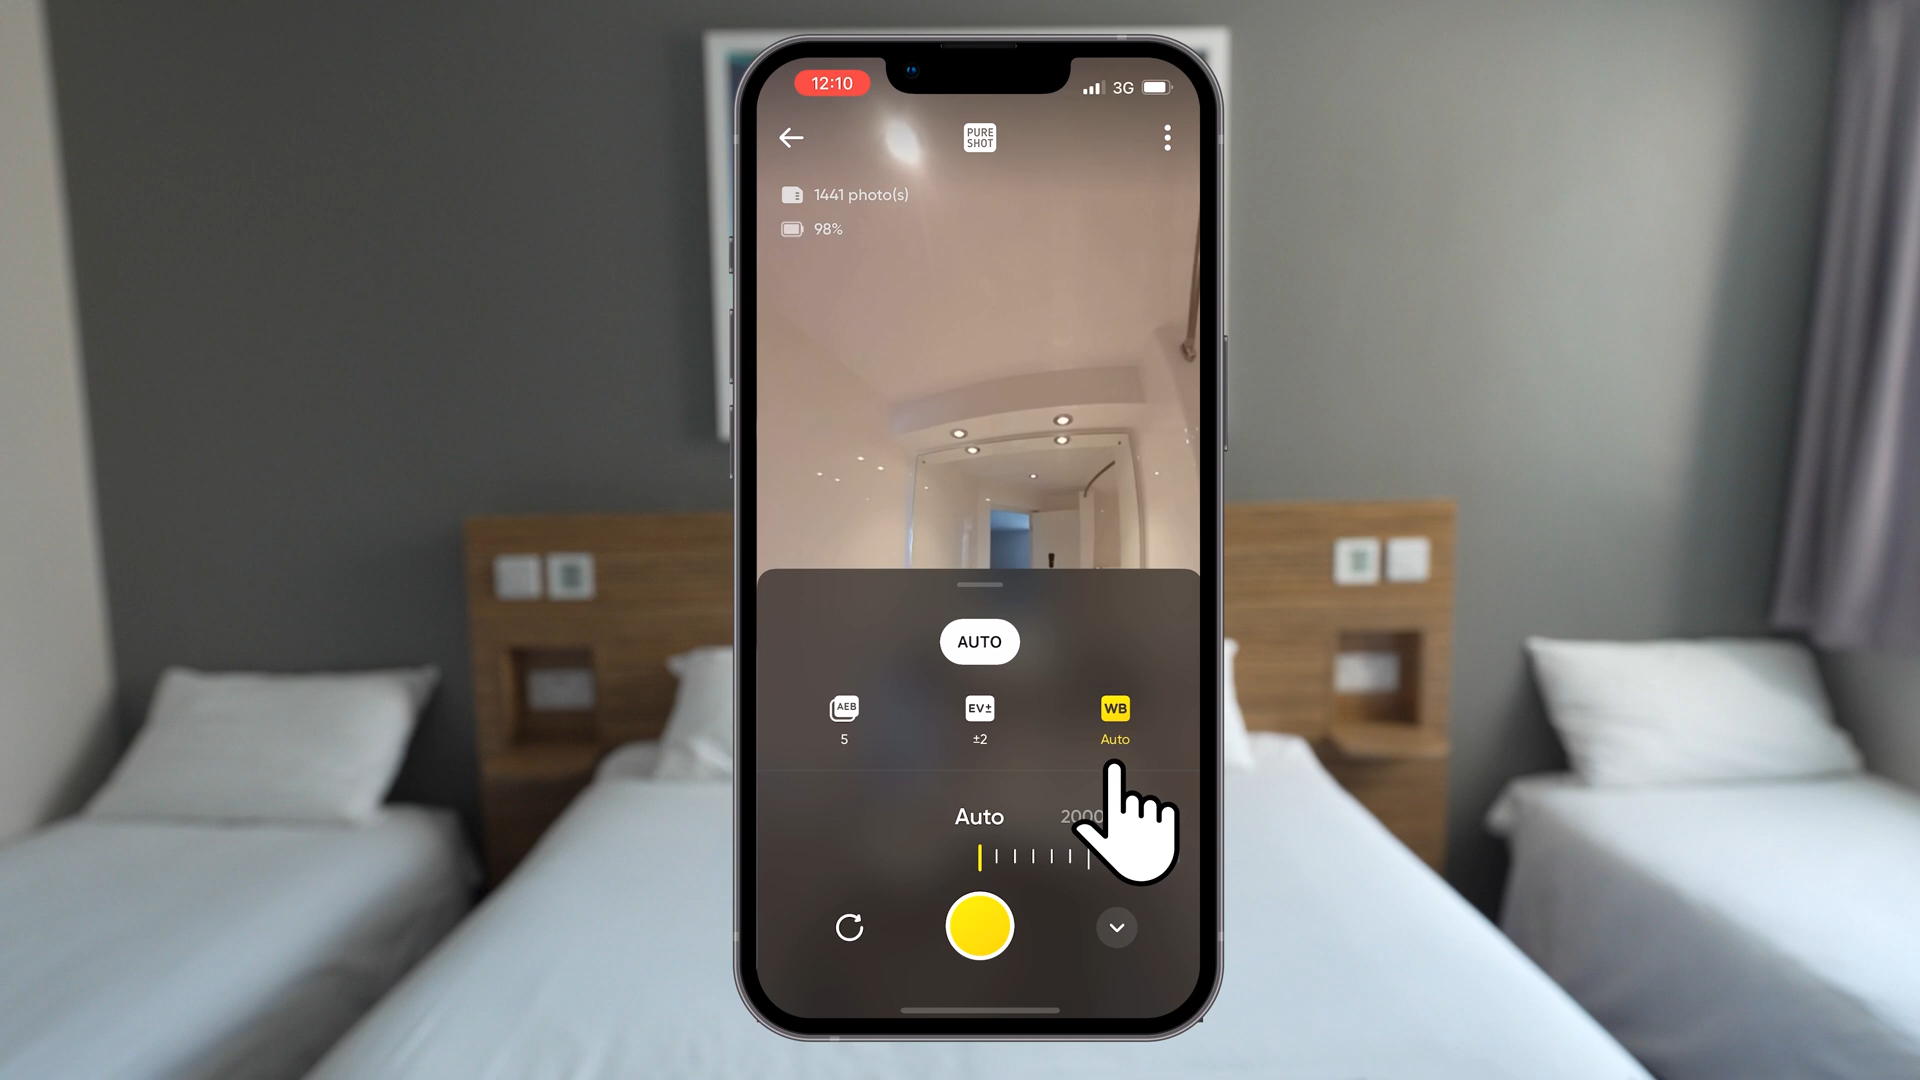 12:10
3G
PURE
SHOT
1441 photo(s)
98%
AUTO
AEB
EV±
WB
5
±2
Auto
Auto
2000